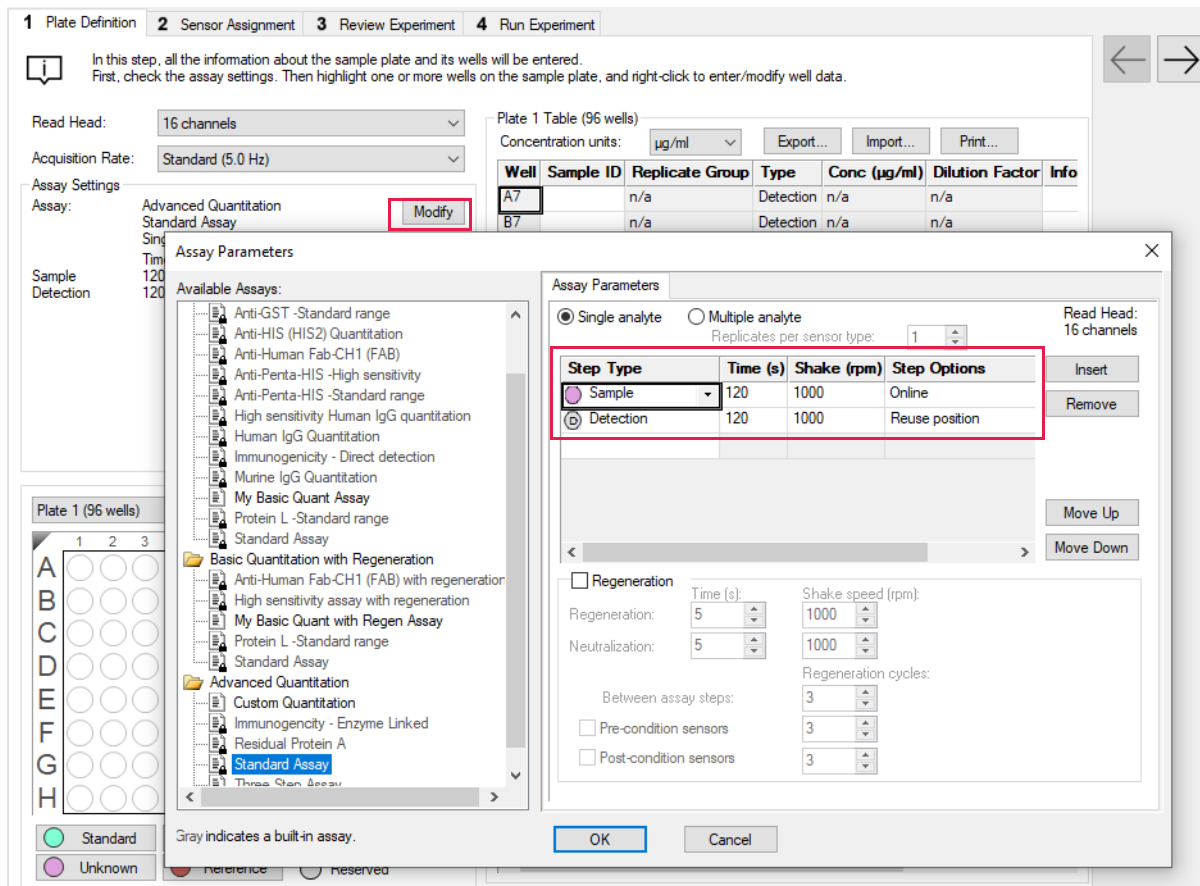 1 Plate Definition 2 Sensor Assignment 3 Review Experiment 4 Run Experiment
In this step, all the information about the sample plate and its wells will be entered.
First, check the assay settings. Then highlight one or more wells on the sample plate, and right-click to enter/modify well data.
Read Head: 16 channels
Acquisition Rate: Standard (5.0 Hz)
Assay Settings
Assay: Advanced Quantitation
Standard Assay
Modify
Sample 120
Detection 120
Plate 1 Table (96 wells)
Concentration units: µg/ml Export... Import... Print...
Well Sample ID Replicate Group Type Conc (µg/ml) Dilution Factor Info
A7 n/a Detection n/a n/a
B7 n/a Detection n/a n/a
Assay Parameters
Available Assays:
Anti-GST -Standard range
Anti-HIS (HIS2) Quantitation
Anti-Human Fab-CH1 (FAB)
Anti-Penta-HIS -High sensitivity
Anti-Penta-HIS -Standard range
High sensitivity Human IgG quantitation
Human IgG Quantitation
Immunogenicity - Direct detection
Murine IgG Quantitation
My Basic Quant Assay
Protein L -Standard range
Standard Assay
Basic Quantitation with Regeneration
Anti-Human Fab-CH1 (FAB) with regeneration
High sensitivity assay with regeneration
My Basic Quant with Regen Assay
Protein L -Standard range
Standard Assay
Advanced Quantitation
Custom Quantitation
Immunogencity - Enzyme Linked
Residual Protein A
Standard Assay
Three Step Assay
Gray indicates a built-in assay.
Assay Parameters
Single analyte Multiple analyte
Replicates per sensor type: 1
Read Head:
16 channels
Step Type Time (s) Shake (rpm) Step Options
Sample 120 1000 Online
D Detection 120 1000 Reuse position
Insert
Remove
Move Up
Move Down
Regeneration
Time (s): Shake speed (rpm):
Regeneration: 5 1000
Neutralization: 5 1000
Regeneration cycles:
Between assay steps: 3
Pre-condition sensors 3
Post-condition sensors 3
OK Cancel
Plate 1 (96 wells)
1 2 3
A
B
C
D
E
F
G
H
Standard
Unknown Reference Reserved